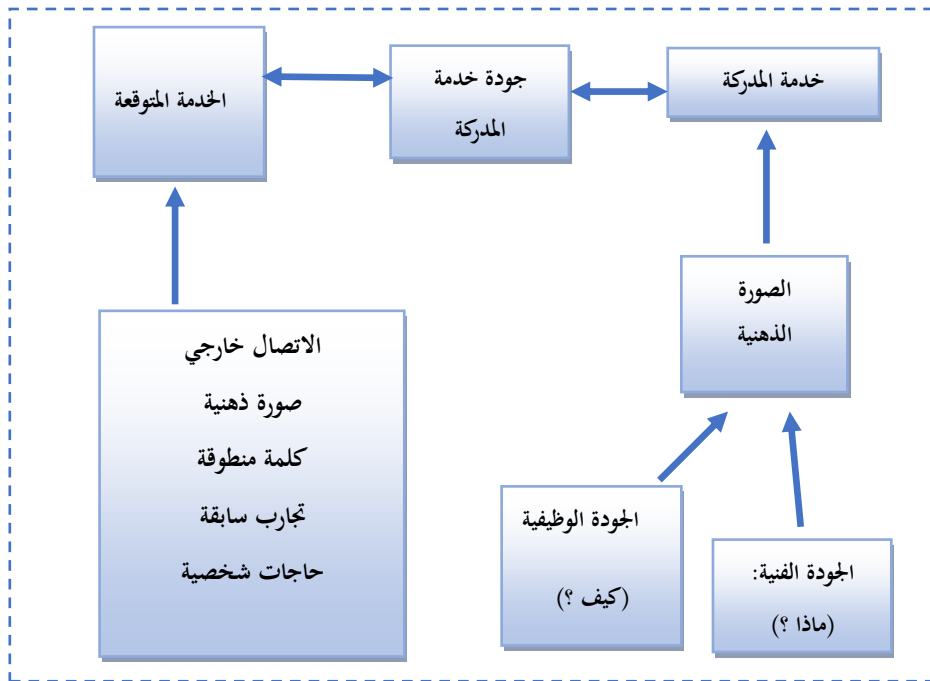 خدمة المدركة
جودة خدمة
المدركة
الخدمة المتوقعة
الصورة
الذهنية
الاتصال خارجي
صورة ذهنية
كلمة منطوقة
تجارب سابقة
حاجات شخصية
الجودة الوظيفية
(كيف ؟)
الجودة الفنية:
(ماذا ؟)